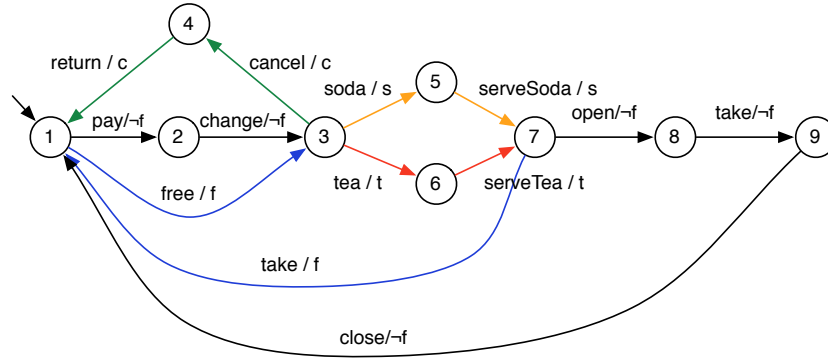 4
return / c
cancel / c
soda / s
5
serveSoda / s
1
pay/¬f
2
change/¬f
3
7
open/¬f
8
take/¬f
9
free / f
tea / t
6
serveTea / t
take / f
close/¬f